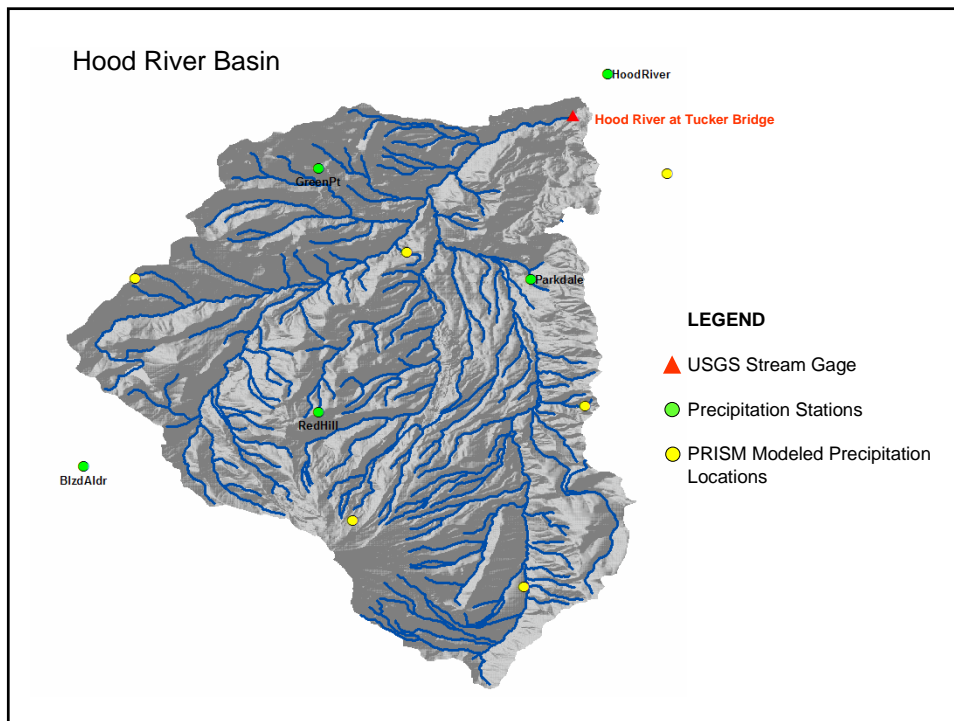 Hood River Basin
HoodRiver
Hood River at Tucker Bridge
GreenPt
Parkdale
LEGEND
USGS Stream Gage
Precipitation Stations
RedHill
PRISM Modeled Precipitation
Locations
BlzdAldr